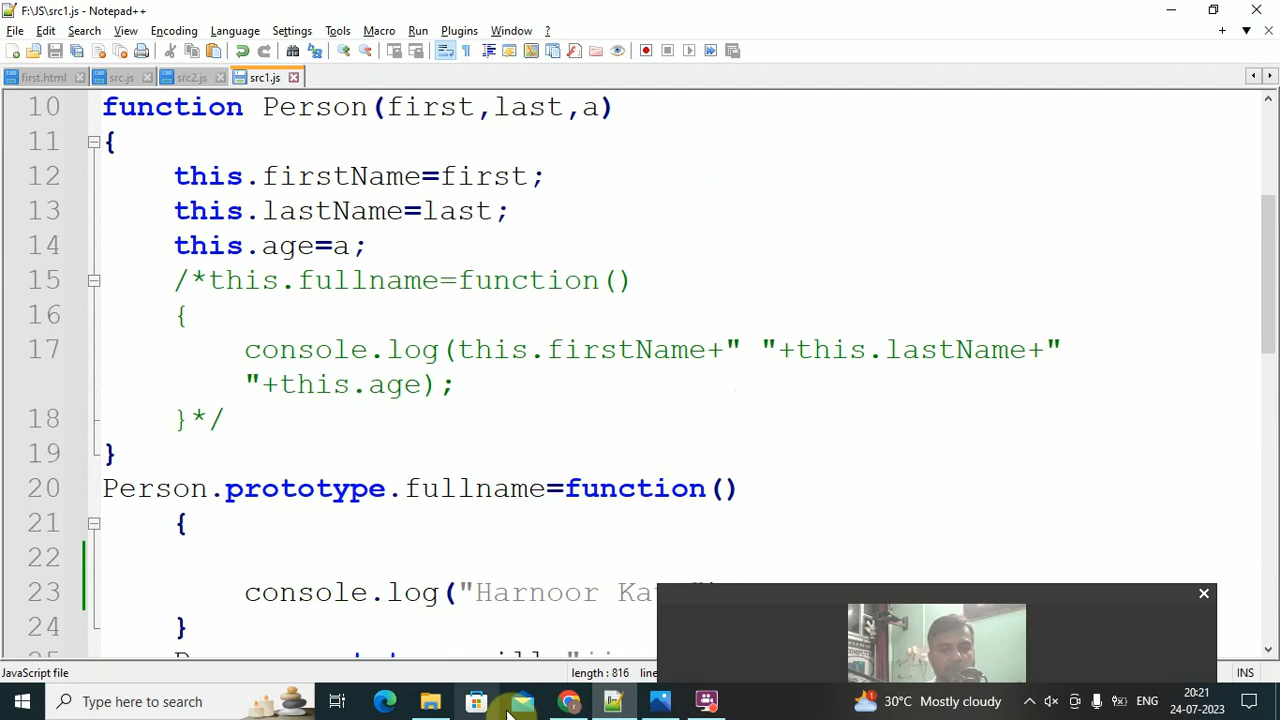 F:\JS\src1.js - Notepad++
File Edit Search View Encoding Language Settings Tools Macro Run Plugins Window ?
first.html src.js src2.js src1.js
10 function Person(first,last,a)
11 {
12 this.firstName=first;
13 this.lastName=last;
14 this.age=a;
15 /*this.fullname=function()
16 {
17 console.log(this.firstName+" "+this.lastName+"
"+this.age);
18 }*/
19 }
20 Person.prototype.fullname=function()
21 {
22
23 console.log("Harnoor
24 }
JavaScript file length : 816 INS
Type here to search 30°C Mostly cloudy ENG 20:21
24-07-2023